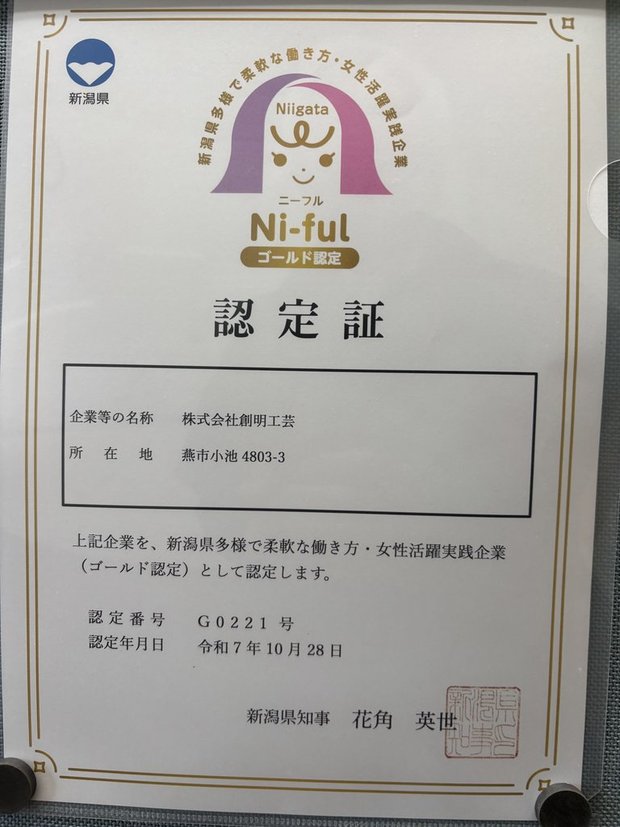 新潟県
新潟県多様で柔軟な働き方・女性活躍実践企業
Niigata
ニーフル
Ni-ful
ゴールド認定
認定証
企業等の名称　株式会社創明工芸
所在地　燕市小池 4803-3
上記企業を、新潟県多様で柔軟な働き方・女性活躍実践企業
（ゴールド認定）として認定します。
認定番号　Ｇ０２２１号
認定年月日　令和７年１０月２８日
新潟県知事　花角　英世
新潟県知事之印